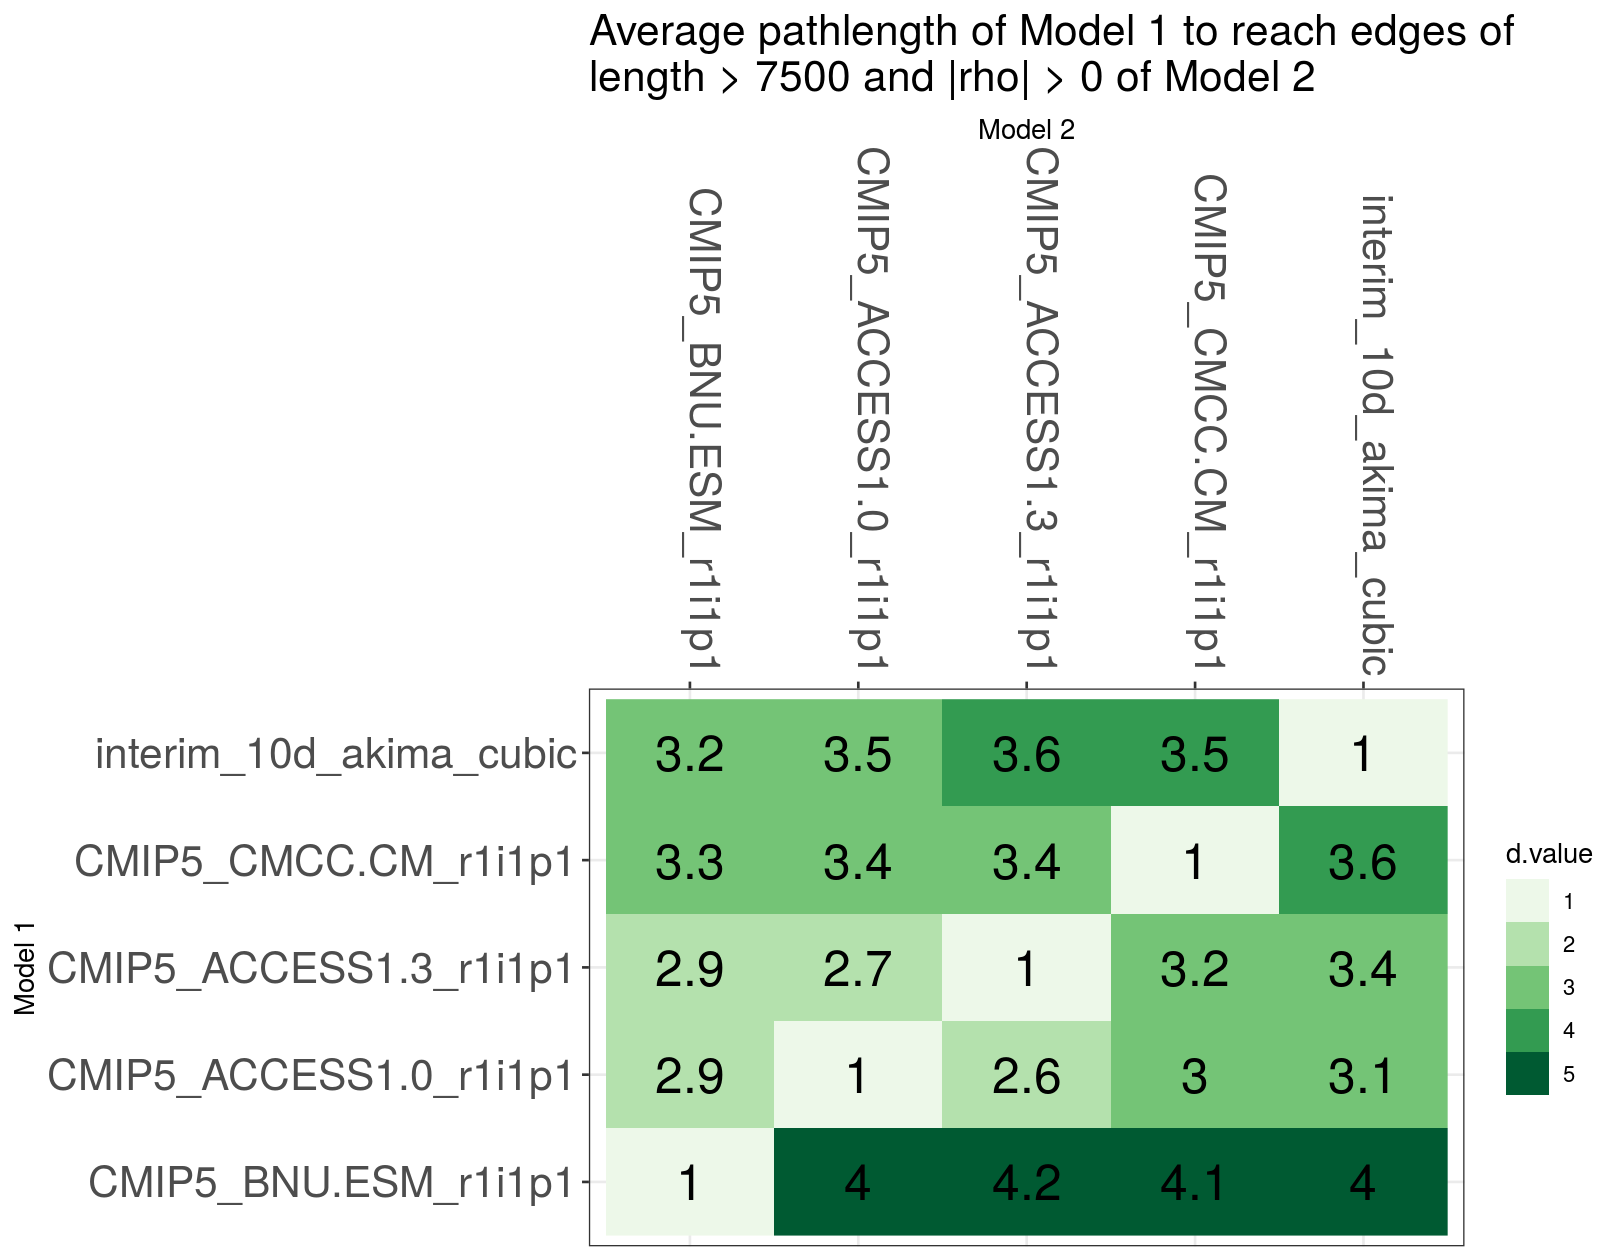 Average pathlength of Model 1 to reach edges of
length > 7500 and |rho| > 0 of Model 2
Model 2
CMIP5_BNU.ESM_r1i1p1
CMIP5_ACCESS1.0_r1i1p1
CMIP5_ACCESS1.3_r1i1p1
CMIP5_CMCC.CM_r1i1p1
interim_10d_akima_cubic
Model 1
interim_10d_akima_cubic 3.2 3.5 3.6 3.5 1
CMIP5_CMCC.CM_r1i1p1 3.3 3.4 3.4 1 3.6
CMIP5_ACCESS1.3_r1i1p1 2.9 2.7 1 3.2 3.4
CMIP5_ACCESS1.0_r1i1p1 2.9 1 2.6 3 3.1
CMIP5_BNU.ESM_r1i1p1 1 4 4.2 4.1 4
d.value
1
2
3
4
5